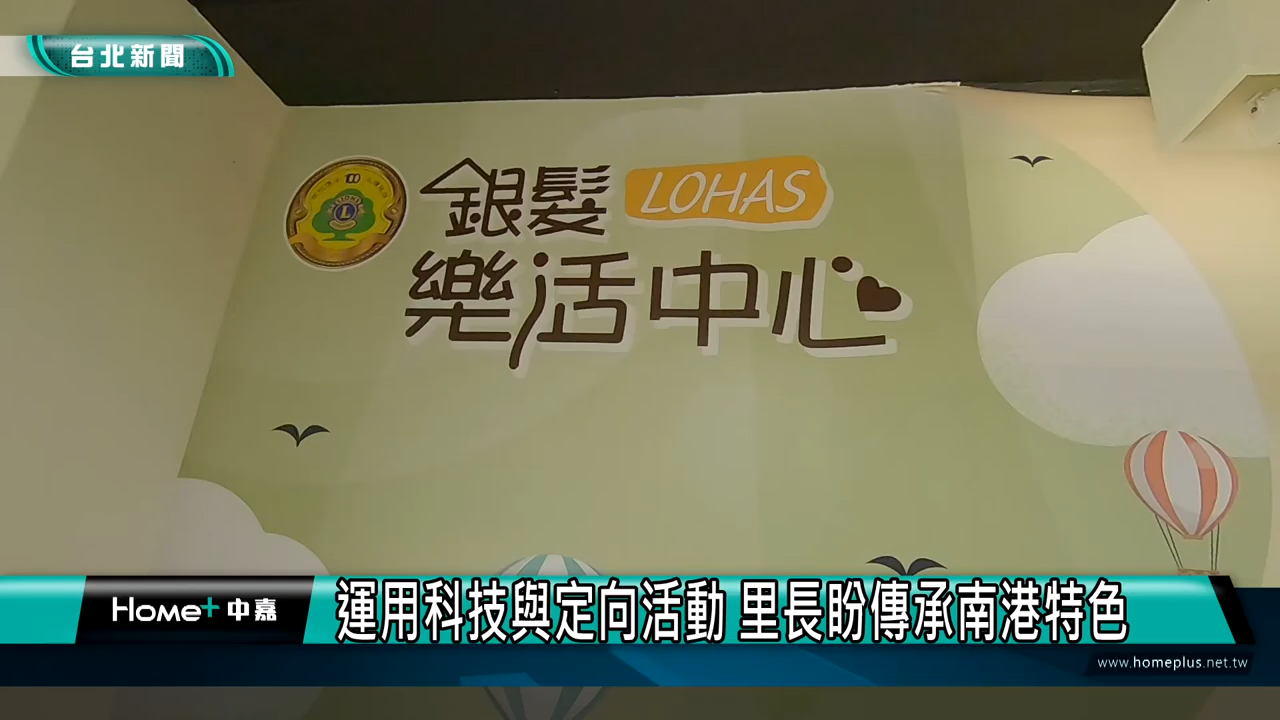 台北新聞
100
L
銀髮 LOHAS
樂活中心
Home+ 中嘉
運用科技與定向活動 里長盼傳承南港特色
www.homeplus.net.tw